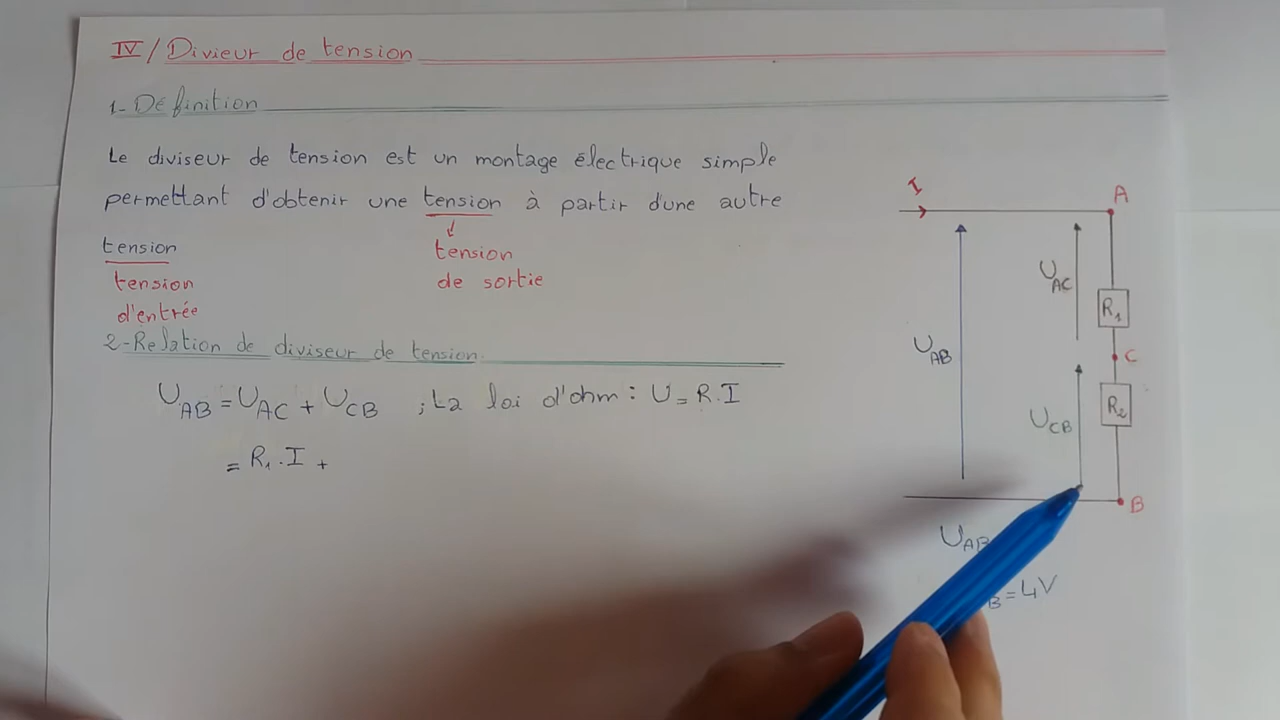 IV/ Divieur de tension
1- Définition
Le diviseur de tension est un montage électrique simple
permettant d'obtenir une tension à partir d'une autre
tension
tension
de sortie
tension
d'entrée
2-Relation de diviseur de tension.
U_AB = U_AC + U_CB ; La loi d'ohm : U = R.I
= R₁.I +
I
A
U_AC
R₁
U_AB
C
R₂
U_CB
B
U_AB
B = 4V